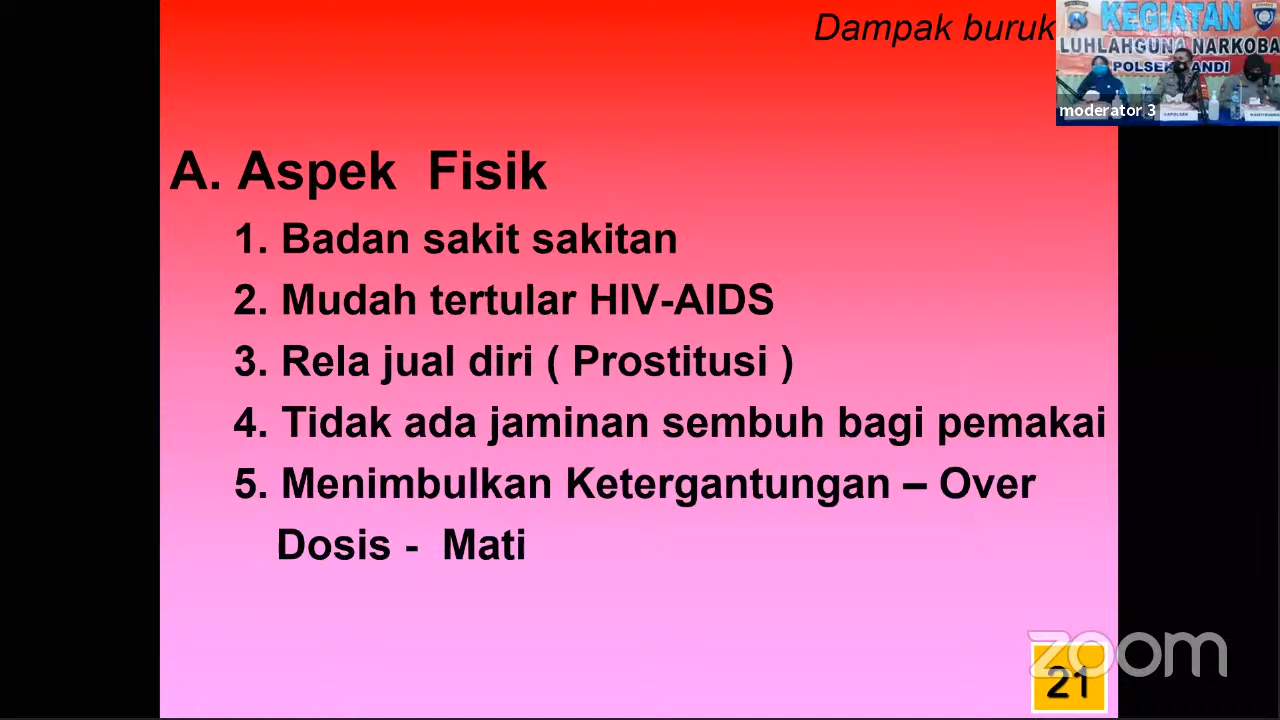 Dampak buruk
KEGIATAN
LUHLAHGUNA NARKOBA
POLSEK ANDI
moderator 3
KAPOLSEK
A. Aspek Fisik
1. Badan sakit sakitan
2. Mudah tertular HIV-AIDS
3. Rela jual diri ( Prostitusi )
4. Tidak ada jaminan sembuh bagi pemakai
5. Menimbulkan Ketergantungan – Over
Dosis - Mati
zoom
21